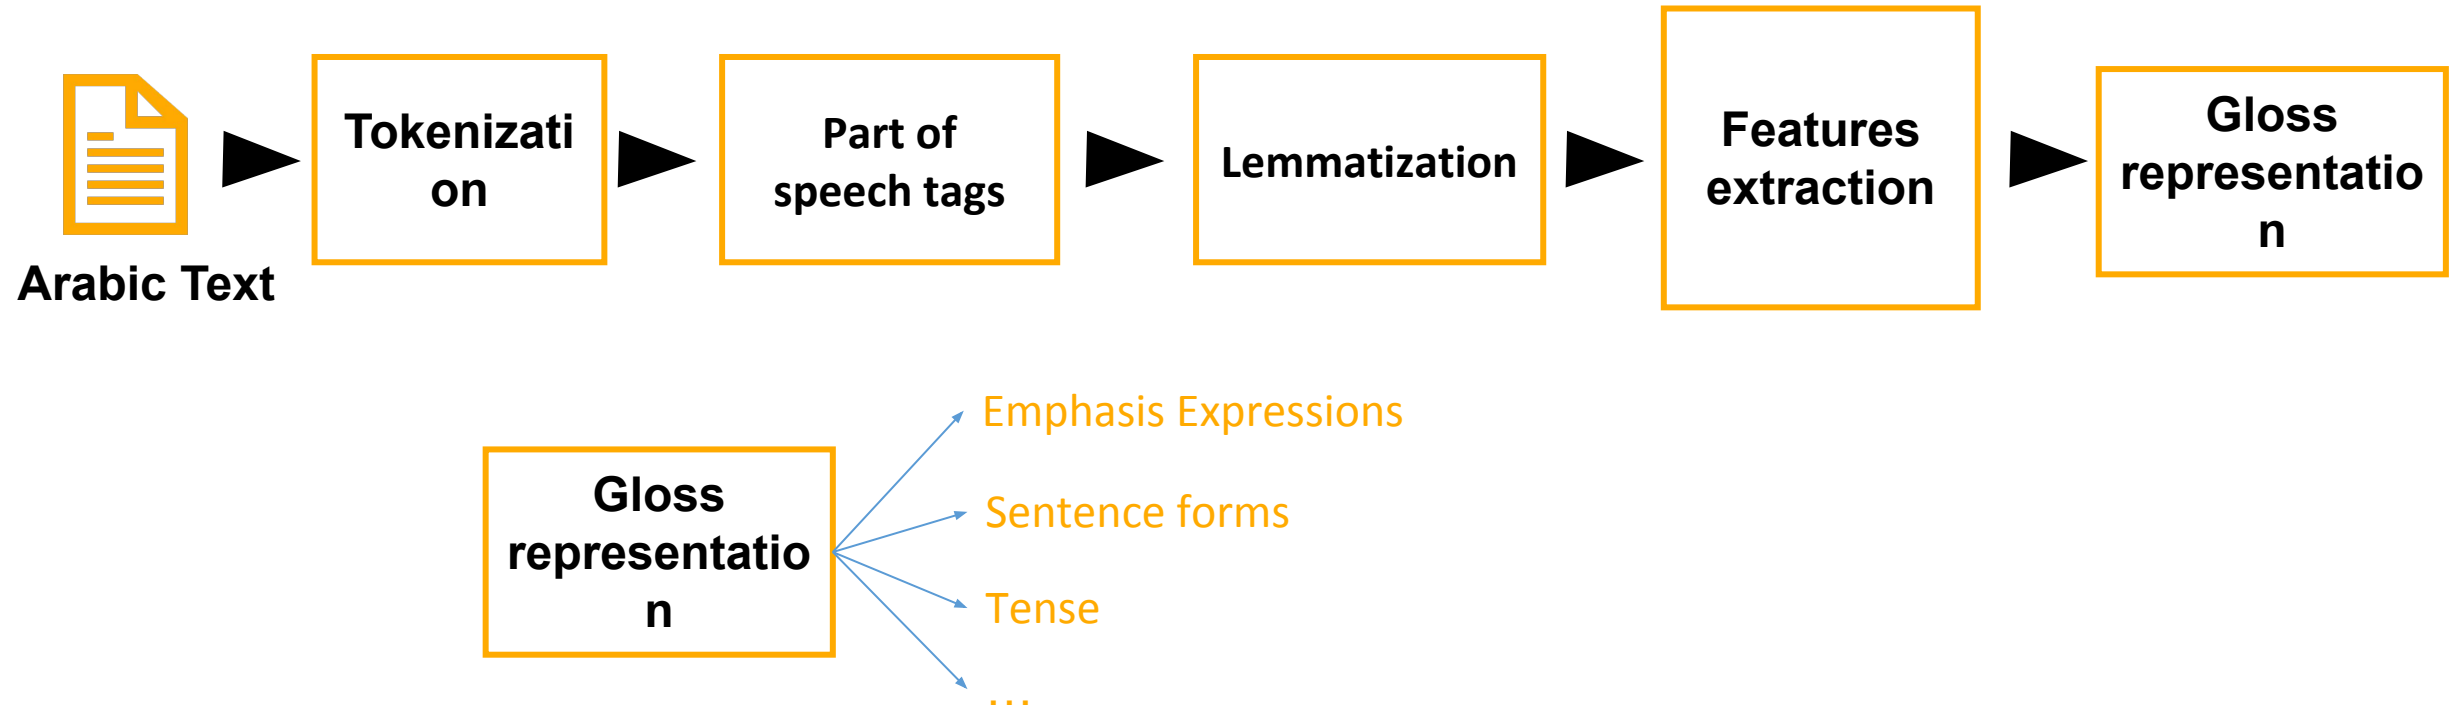 Arabic Text
Tokenizati
on
Part of
speech tags
Lemmatization
Features
extraction
Gloss
representatio
n
Gloss
representatio
n
Emphasis Expressions
Sentence forms
Tense
...